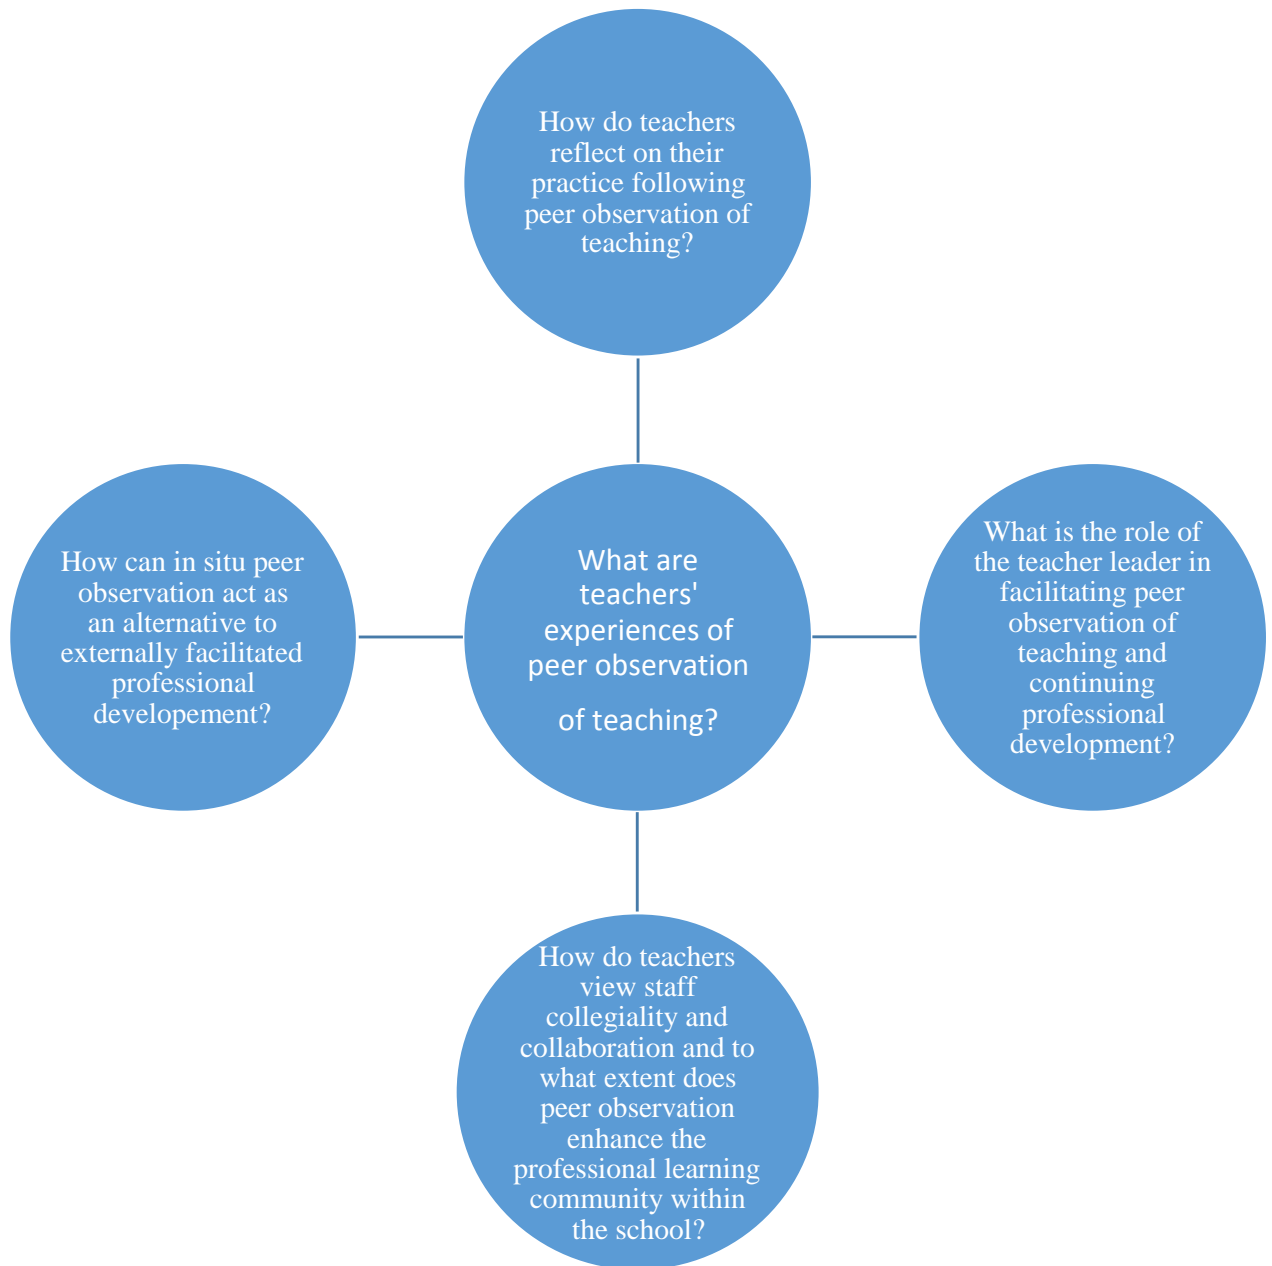 How do teachers
reflect on their
practice following
peer observation of
teaching?
How can in situ peer
observation act as
an alternative to
externally facilitated
professional
developement?
What are
teachers'
experiences of
peer observation
of teaching?
What is the role of
the teacher leader in
facilitating peer
observation of
teaching and
continuing
professional
development?
How do teachers
view staff
collegiality and
collaboration and to
what extent does
peer observation
enhance the
professional learning
community within
the school?